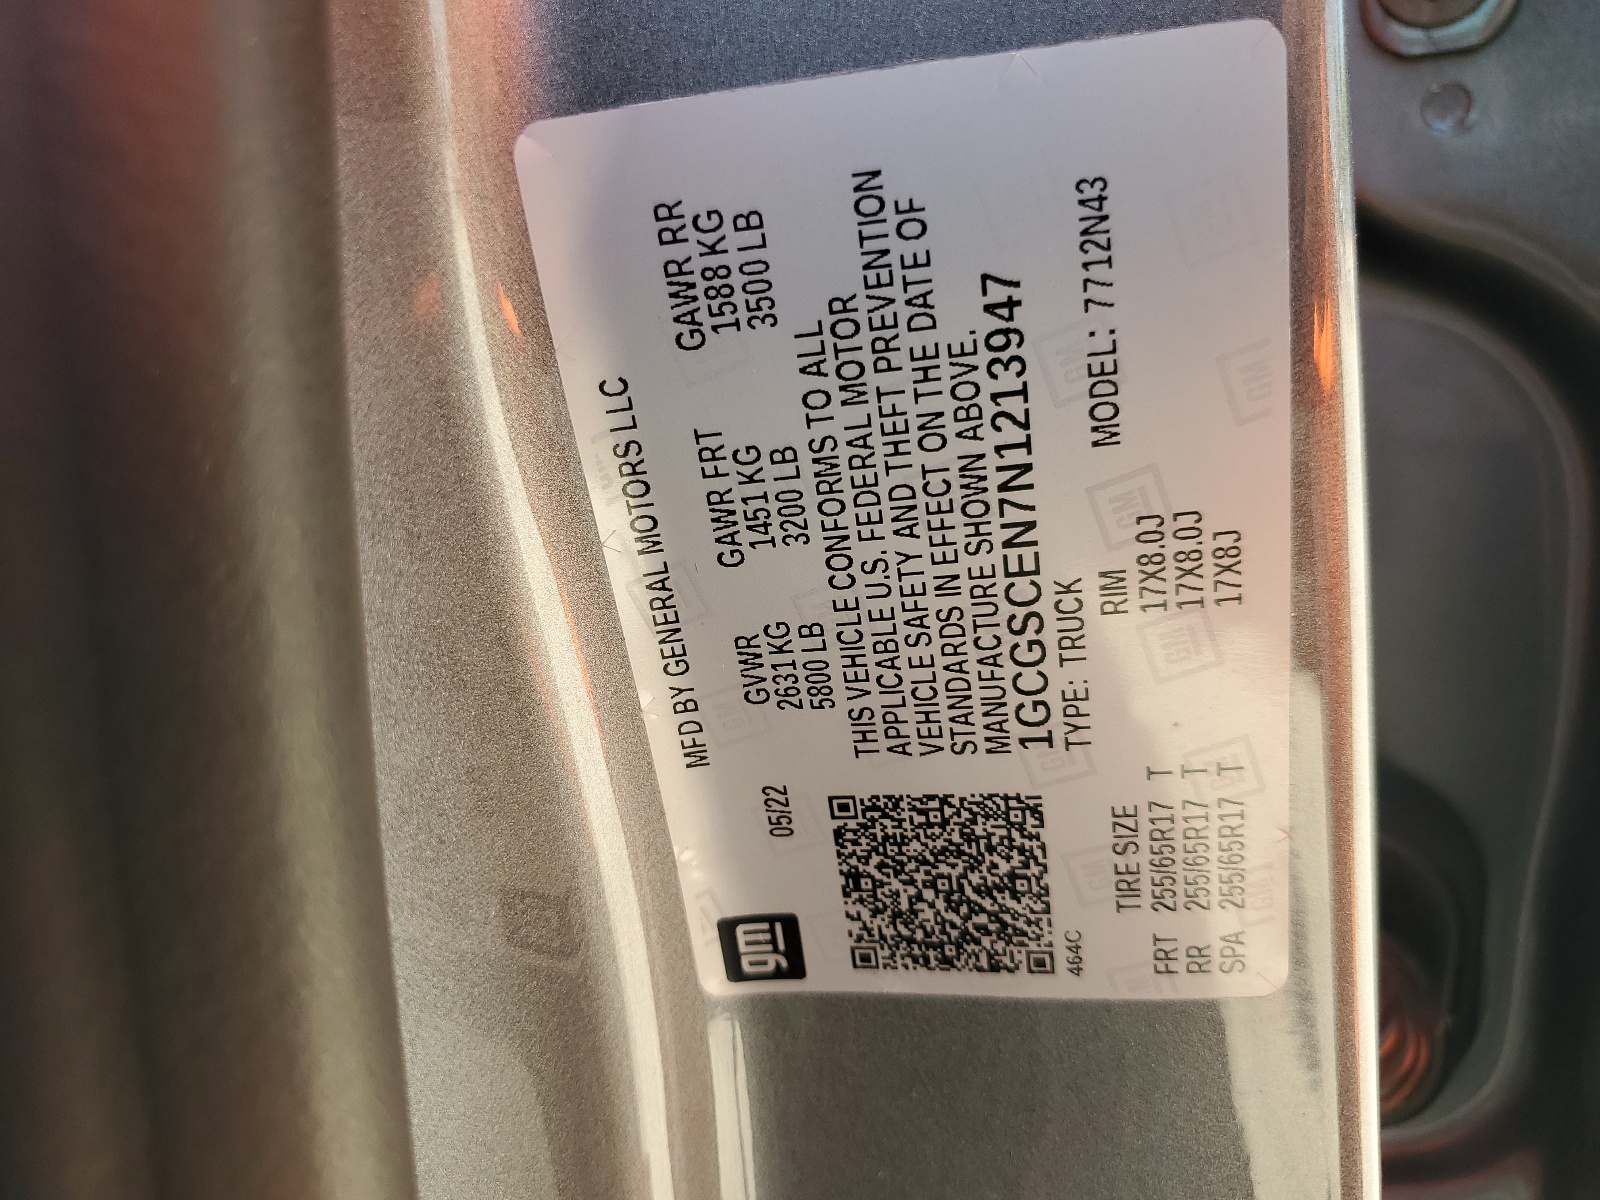 MFD BY GENERAL MOTORS LLC
gm
05/22
GVWR GAWR FRT GAWR RR
2631 KG 1451 KG 1588 KG
5800 LB 3200 LB 3500 LB
THIS VEHICLE CONFORMS TO ALL
APPLICABLE U.S. FEDERAL MOTOR
VEHICLE SAFETY AND THEFT PREVENTION
STANDARDS IN EFFECT ON THE DATE OF
MANUFACTURE SHOWN ABOVE.
1GCGSCEN7N1213947
464C
TYPE: TRUCK MODEL: 7712N43
TIRE SIZE RIM
FRT 255/65R17 T 17X8.0J
RR 255/65R17 T 17X8.0J
SPA 255/65R17 T 17X8J